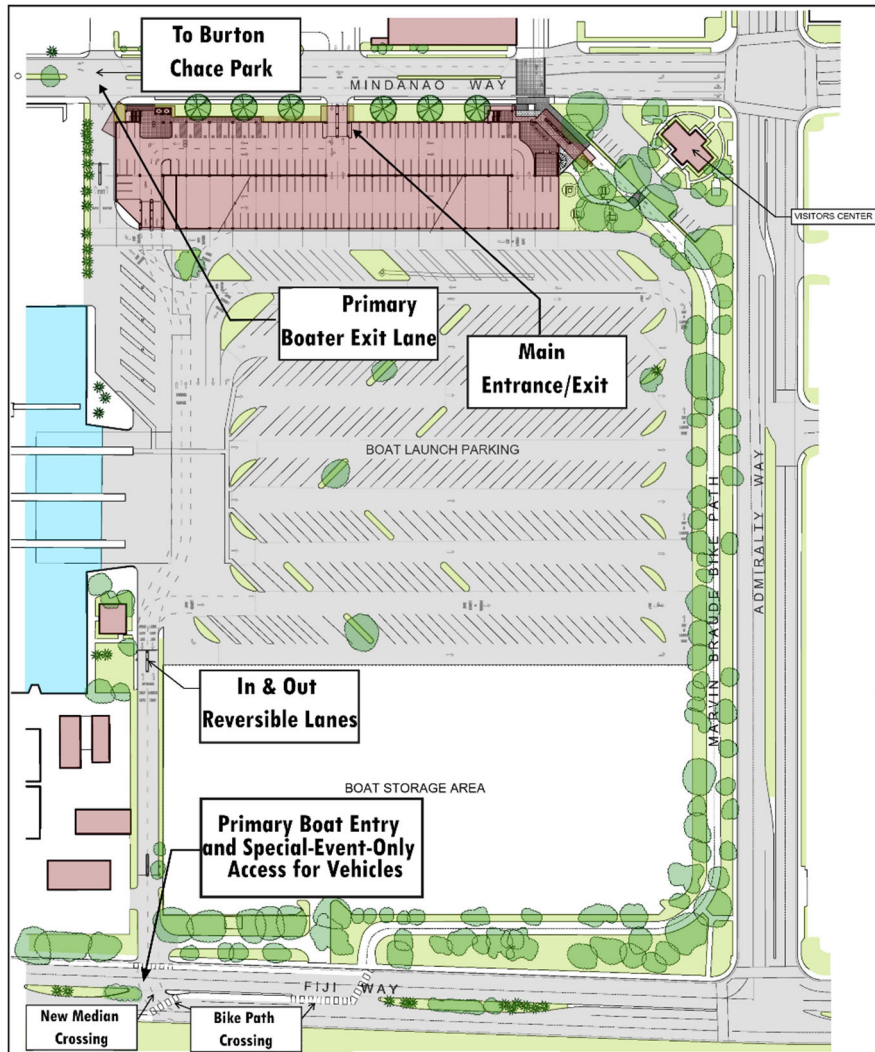 To Burton
Chace Park
MINDANAO WAY
VISITORS CENTER
Primary
Boater Exit Lane
Main
Entrance/Exit
BOAT LAUNCH PARKING
MARVIN BRAUDE BIKE PATH
ADMIRALTY WAY
In & Out
Reversible Lanes
BOAT STORAGE AREA
Primary Boat Entry
and Special-Event-Only
Access for Vehicles
FIJI WAY
New Median
Crossing
Bike Path
Crossing